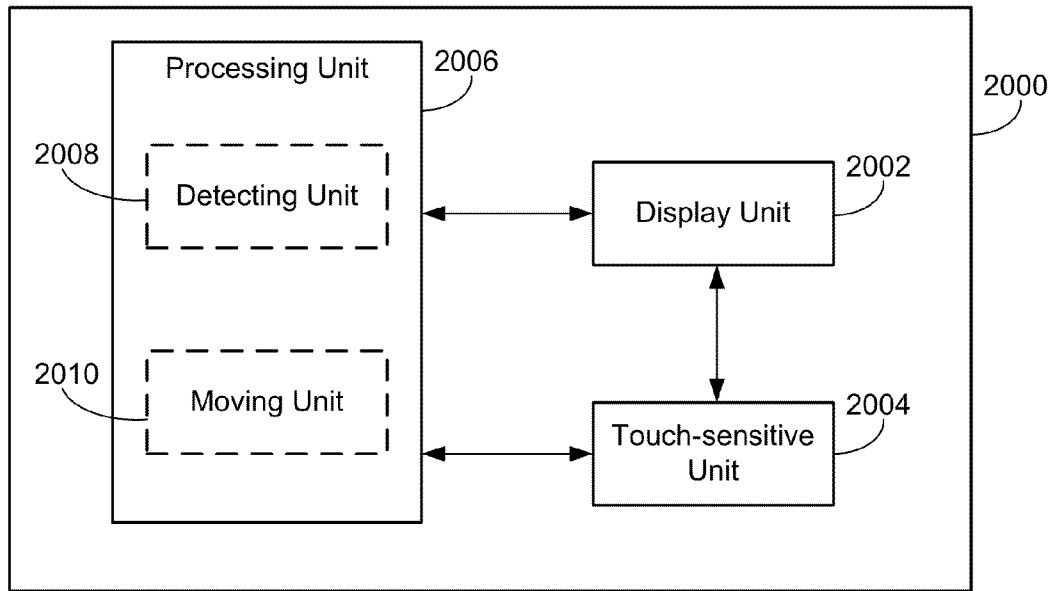 Processing Unit
2006
2000
2008
Detecting Unit
2002
Display Unit
2010
Moving Unit
2004
Touch-sensitive
Unit